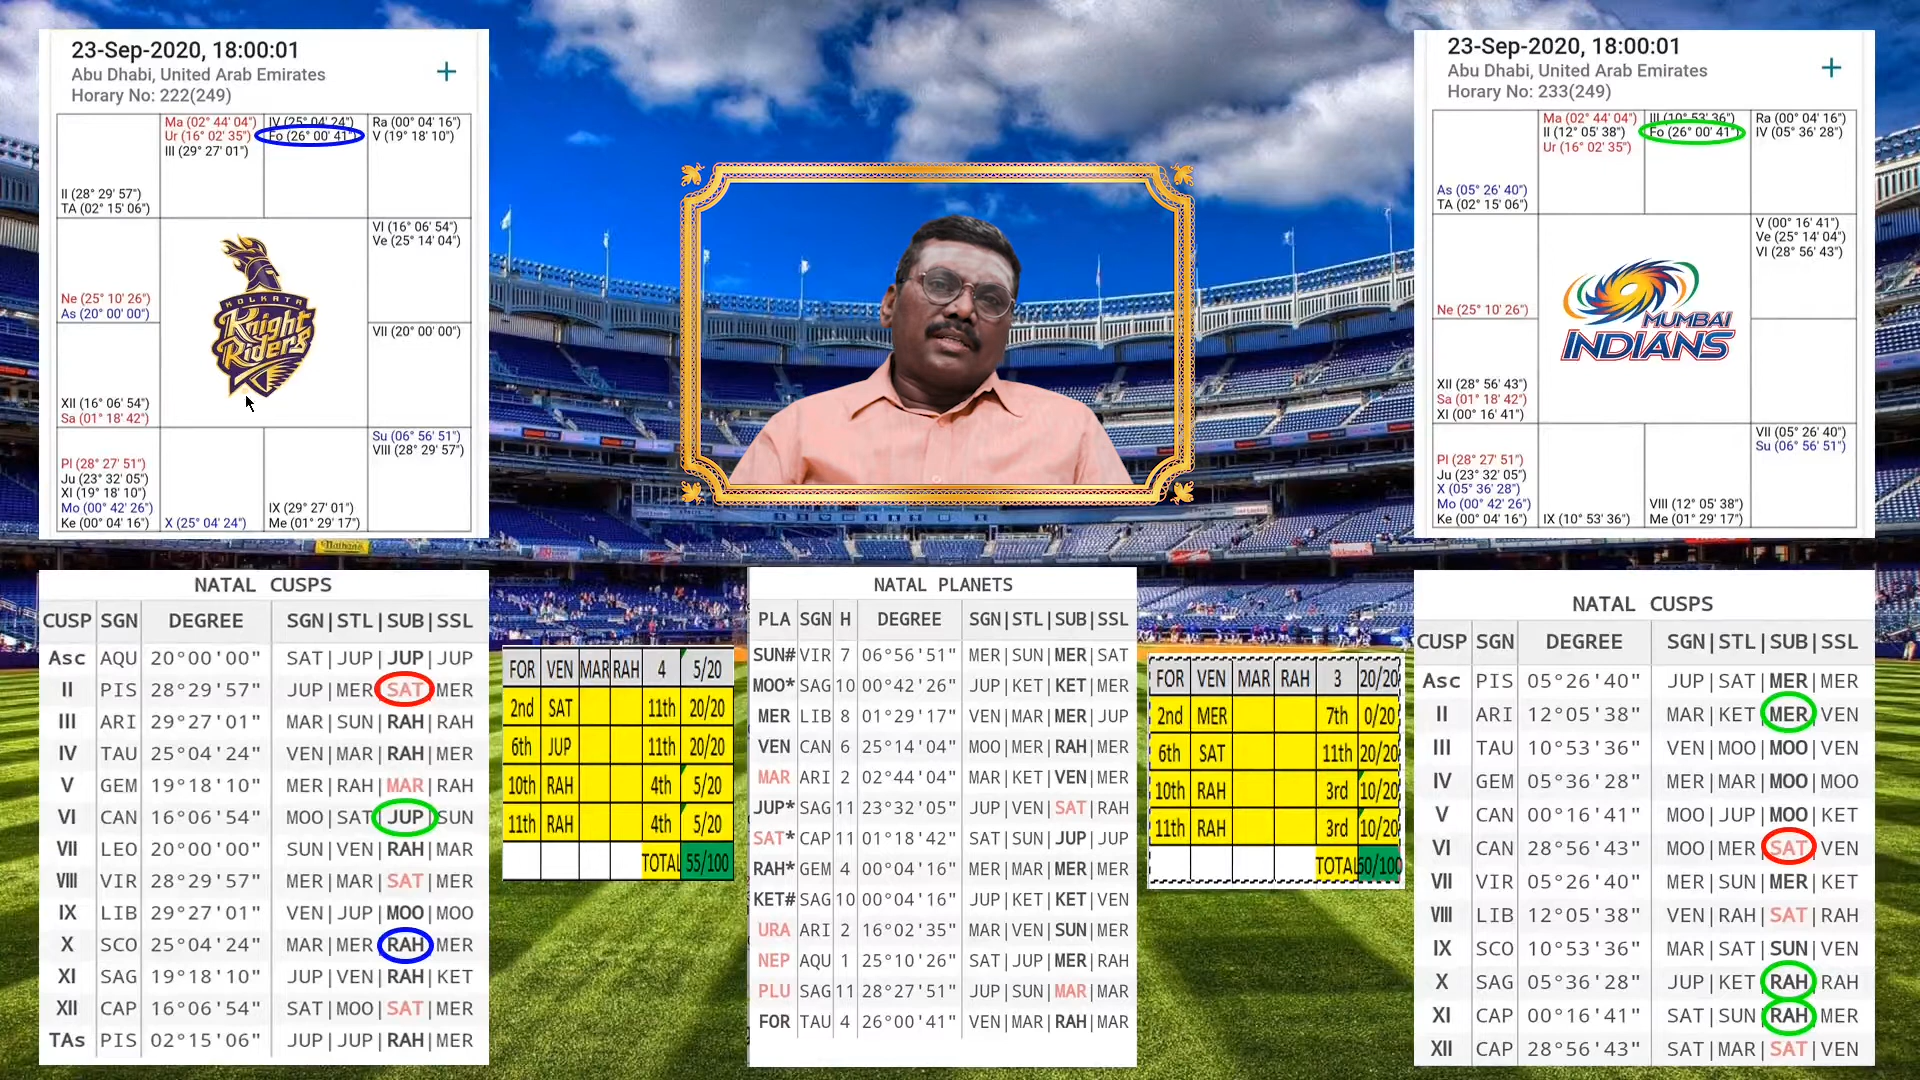 23-Sep-2020, 18:00:01
Abu Dhabi, United Arab Emirates
Horary No: 222(249)
+
Ma (02° 44' 04")
Ur (16° 02' 35")
III (29° 27' 01")
IV (25° 04' 24")
Fo (26° 00' 41")
Ra (00° 04' 16")
V (19° 18' 10")
II (28° 29' 57")
TA (02° 15' 06")
VI (16° 06' 54")
Ve (25° 14' 04")
Ne (25° 10' 26")
As (20° 00' 00")
KOLKATA
Knight
Riders
VII (20° 00' 00")
XII (16° 06' 54")
Sa (01° 18' 42")
Su (06° 56' 51")
VIII (28° 29' 57")
Pl (28° 27' 51")
Ju (23° 32' 05")
XI (19° 18' 10")
Mo (00° 42' 26")
Ke (00° 04' 16")
X (25° 04' 24")
IX (29° 27' 01")
Me (01° 29' 17")
23-Sep-2020, 18:00:01
Abu Dhabi, United Arab Emirates
Horary No: 233(249)
+
Ma (02° 44' 04")
II (12° 05' 38")
Ur (16° 02' 35")
III (10° 53' 36")
Fo (26° 00' 41")
Ra (00° 04' 16")
IV (05° 36' 28")
As (05° 26' 40")
TA (02° 15' 06")
V (00° 16' 41")
Ve (25° 14' 04")
VI (28° 56' 43")
Ne (25° 10' 26")
MUMBAI
INDIANS
XII (28° 56' 43")
Sa (01° 18' 42")
XI (00° 16' 41")
VII (05° 26' 40")
Su (06° 56' 51")
Pl (28° 27' 51")
Ju (23° 32' 05")
X (05° 36' 28")
Mo (00° 42' 26")
Ke (00° 04' 16")
IX (10° 53' 36")
VIII (12° 05' 38")
Me (01° 29' 17")
NATAL CUSPS
CUSP SGN DEGREE SGN|STL|SUB|SSL
Asc AQU 20°00'00" SAT|JUP|JUP|JUP
II PIS 28°29'57" JUP|MER|SAT|MER
III ARI 29°27'01" MAR|SUN|RAH|RAH
IV TAU 25°04'24" VEN|MAR|RAH|MER
V GEM 19°18'10" MER|RAH|MAR|RAH
VI CAN 16°06'54" MOO|SAT|JUP|SUN
VII LEO 20°00'00" SUN|VEN|RAH|MAR
VIII VIR 28°29'57" MER|MAR|SAT|MER
IX LIB 29°27'01" VEN|JUP|MOO|MOO
X SCO 25°04'24" MAR|MER|RAH|MER
XI SAG 19°18'10" JUP|VEN|RAH|KET
XII CAP 16°06'54" SAT|MOO|SAT|MER
TAs PIS 02°15'06" JUP|JUP|RAH|MER
FOR VEN MAR RAH 4 5/20
2nd SAT 11th 20/20
6th JUP 11th 20/20
10th RAH 4th 5/20
11th RAH 4th 5/20
TOTAL 55/100
NATAL PLANETS
PLA SGN H DEGREE SGN|STL|SUB|SSL
SUN# VIR 7 06°56'51" MER|SUN|MER|SAT
MOO* SAG 10 00°42'26" JUP|KET|KET|MER
MER LIB 8 01°29'17" VEN|MAR|MER|JUP
VEN CAN 6 25°14'04" MOO|MER|RAH|MER
MAR ARI 2 02°44'04" MAR|KET|VEN|MER
JUP* SAG 11 23°32'05" JUP|VEN|SAT|RAH
SAT* CAP 11 01°18'42" SAT|SUN|JUP|JUP
RAH* GEM 4 00°04'16" MER|MAR|SUN|MER
KET# SAG 10 00°04'16" JUP|KET|KET|VEN
URA ARI 2 16°02'35" MAR|VEN|SUN|MER
NEP AQU 1 25°10'26" SAT|JUP|MER|RAH
PLU SAG 11 28°27'51" JUP|SUN|MAR|MAR
FOR TAU 4 26°00'41" VEN|MAR|RAH|MAR
FOR VEN MAR RAH 3 20/20
2nd MER 7th 0/20
6th SAT 11th 20/20
10th RAH 3rd 10/20
11th RAH 3rd 10/20
TOTAL 60/100
NATAL CUSPS
CUSP SGN DEGREE SGN|STL|SUB|SSL
Asc PIS 05°26'40" JUP|SAT|MER|MER
II ARI 12°05'38" MAR|KET|MER|VEN
III TAU 10°53'36" VEN|MOO|MOO|VEN
IV GEM 05°36'28" MER|MAR|MOO|MOO
V CAN 00°16'41" MOO|JUP|MOO|KET
VI CAN 28°56'43" MOO|MER|SAT|VEN
VII VIR 05°26'40" MER|SUN|MER|KET
VIII LIB 12°05'38" VEN|RAH|SAT|RAH
IX SCO 10°53'36" MAR|SAT|SUN|VEN
X SAG 05°36'28" JUP|KET|RAH|RAH
XI CAP 00°16'41" SAT|SUN|RAH|MER
XII CAP 28°56'43" SAT|MAR|SAT|VEN